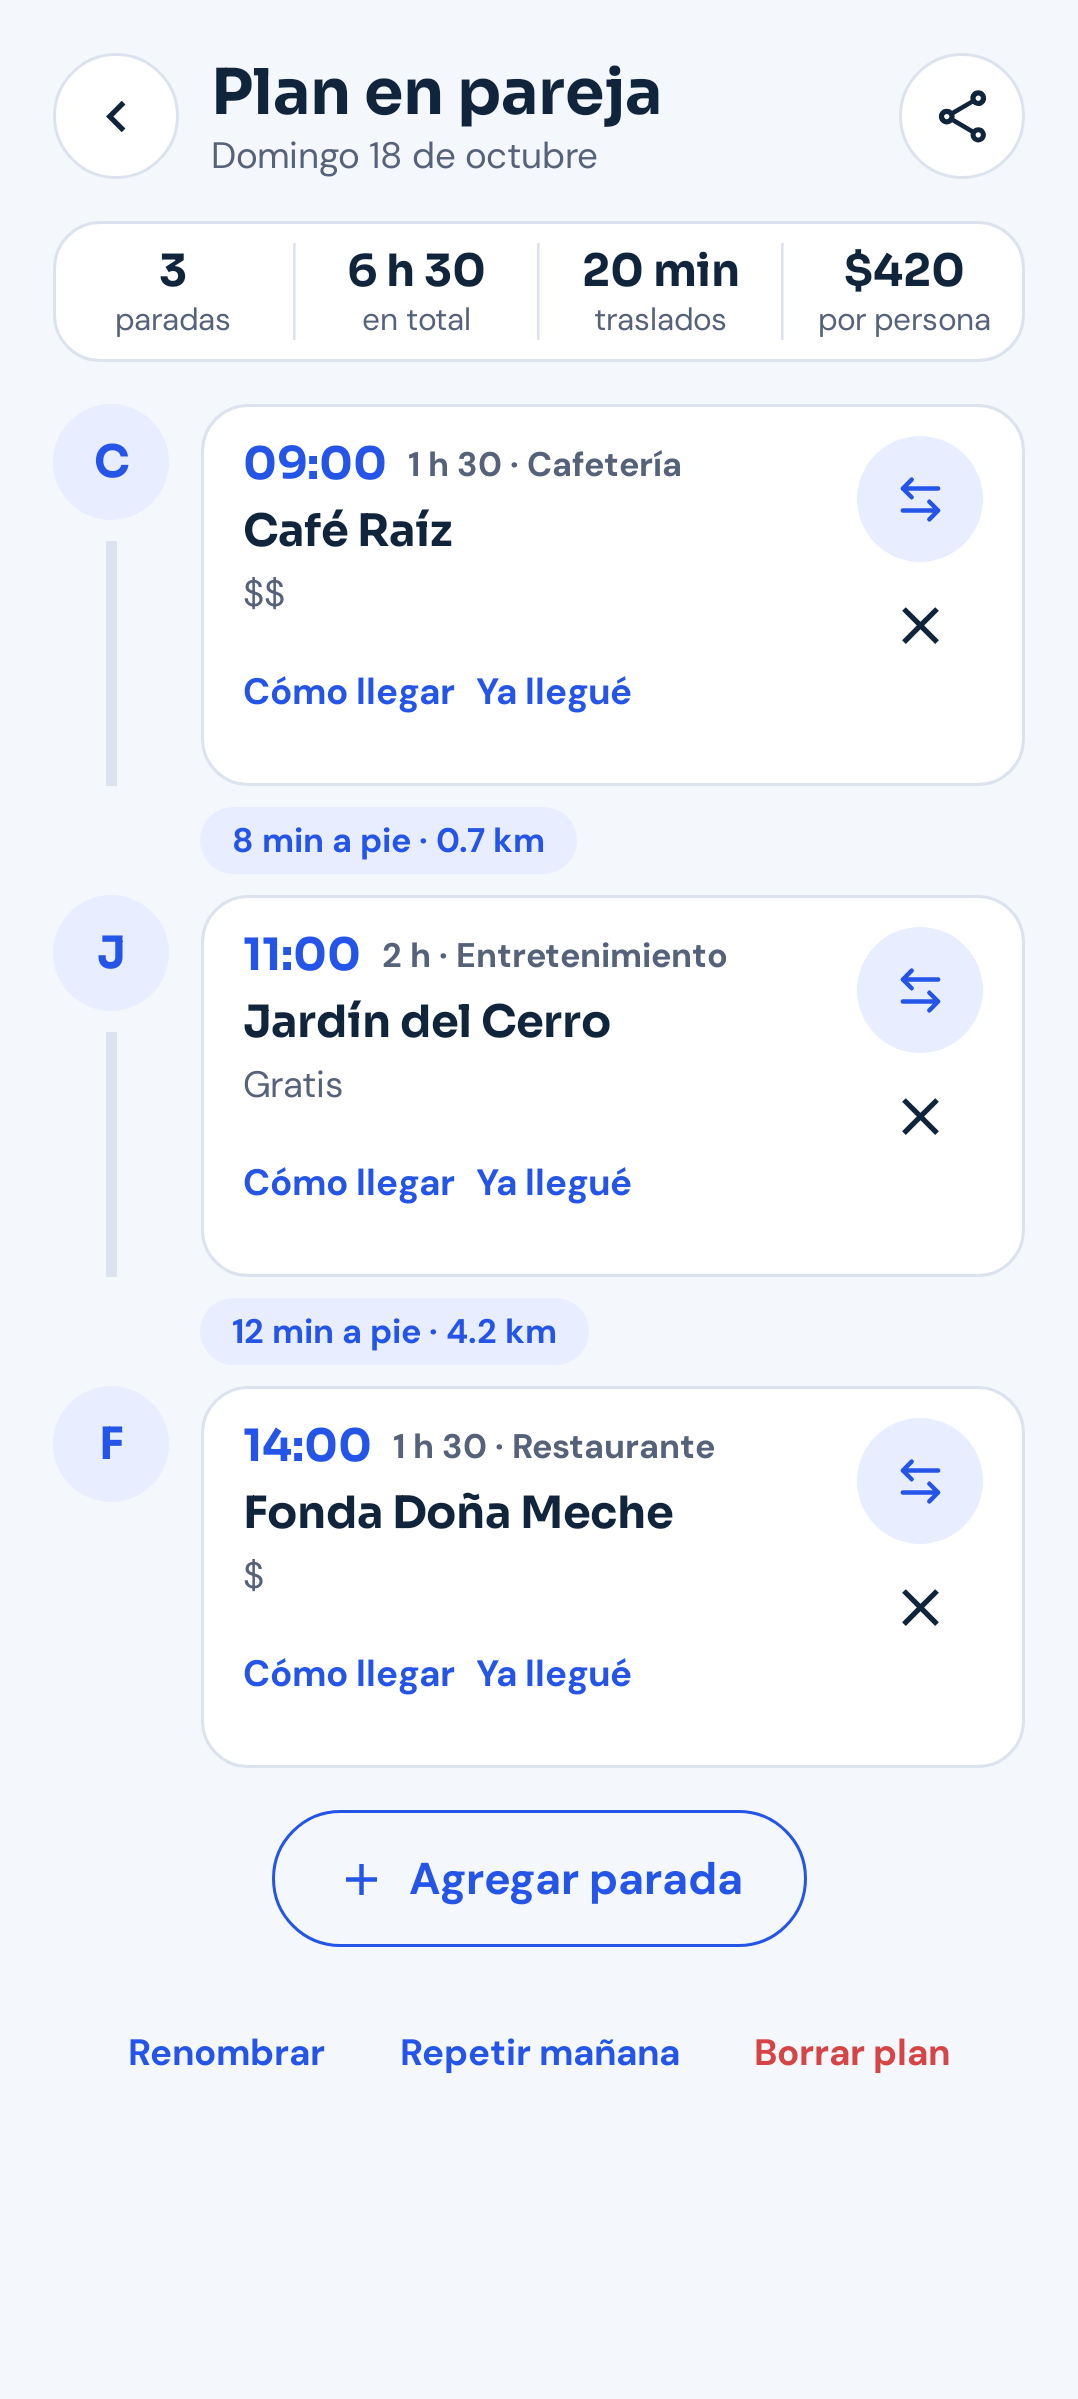 Plan en pareja
Domingo 18 de octubre
3
paradas
6 h 30
en total
20 min
traslados
$420
por persona
C
09:00 1 h 30 · Cafetería
Café Raíz
$$
Cómo llegar Ya llegué
8 min a pie · 0.7 km
J
11:00 2 h · Entretenimiento
Jardín del Cerro
Gratis
Cómo llegar Ya llegué
12 min a pie · 4.2 km
F
14:00 1 h 30 · Restaurante
Fonda Doña Meche
$
Cómo llegar Ya llegué
+ Agregar parada
Renombrar Repetir mañana Borrar plan